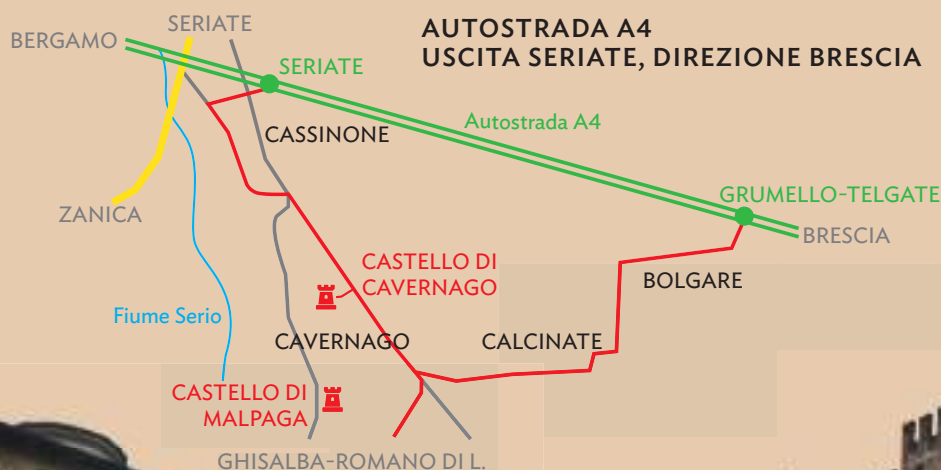 SERIATE
BERGAMO
AUTOSTRADA A4
USCITA SERIATE, DIREZIONE BRESCIA
SERIATE
Autostrada A4
CASSINONE
GRUMELLO-TELGATE
ZANICA
BRESCIA
CASTELLO DI
CAVERNAGO
BOLGARE
Fiume Serio
CAVERNAGO
CALCINATE
CASTELLO DI
MALPAGA
GHISALBA-ROMANO DI L.